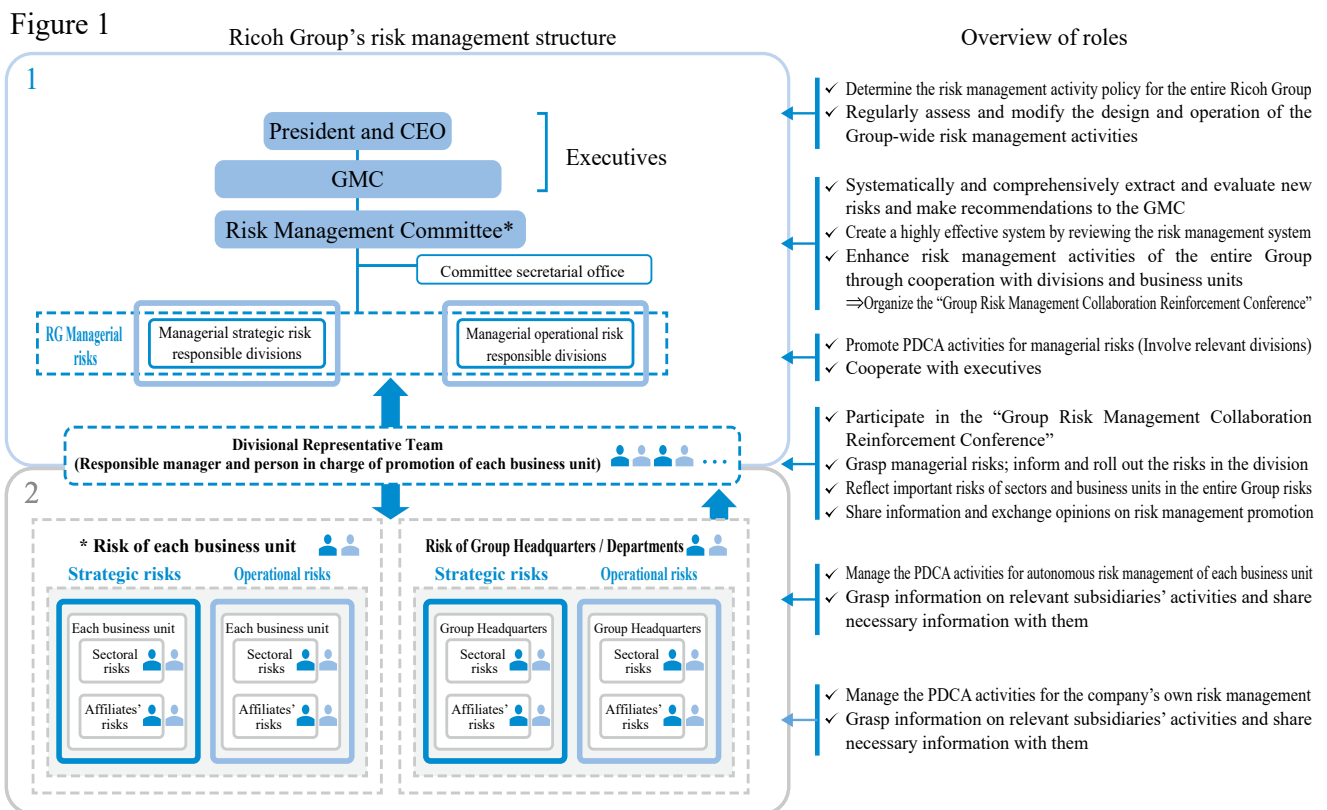 Figure 1
Ricoh Group's risk management structure
Overview of roles
1
President and CEO
GMC
Executives
Risk Management Committee*
Committee secretarial office
RG Managerial
risks
Managerial strategic risk
responsible divisions
Managerial operational risk
responsible divisions
Divisional Representative Team
(Responsible manager and person in charge of promotion of each business unit)
...
2
* Risk of each business unit
Strategic risks
Operational risks
Each business unit
Sectoral
risks
Affiliates'
risks
Each business unit
Sectoral
risks
Affiliates'
risks
Risk of Group Headquarters / Departments
Strategic risks
Operational risks
Group Headquarters
Sectoral
risks
Affiliates'
risks
Group Headquarters
Sectoral
risks
Affiliates'
risks
✓ Determine the risk management activity policy for the entire Ricoh Group
✓ Regularly assess and modify the design and operation of the
Group-wide risk management activities
✓ Systematically and comprehensively extract and evaluate new
risks and make recommendations to the GMC
✓ Create a highly effective system by reviewing the risk management system
✓ Enhance risk management activities of the entire Group
through cooperation with divisions and business units
⇒Organize the "Group Risk Management Collaboration Reinforcement Conference"
✓ Promote PDCA activities for managerial risks (Involve relevant divisions)
✓ Cooperate with executives
✓ Participate in the "Group Risk Management Collaboration
Reinforcement Conference"
✓ Grasp managerial risks; inform and roll out the risks in the division
✓ Reflect important risks of sectors and business units in the entire Group risks
✓ Share information and exchange opinions on risk management promotion
✓ Manage the PDCA activities for autonomous risk management of each business unit
✓ Grasp information on relevant subsidiaries' activities and share
necessary information with them
✓ Manage the PDCA activities for the company's own risk management
✓ Grasp information on relevant subsidiaries' activities and share
necessary information with them